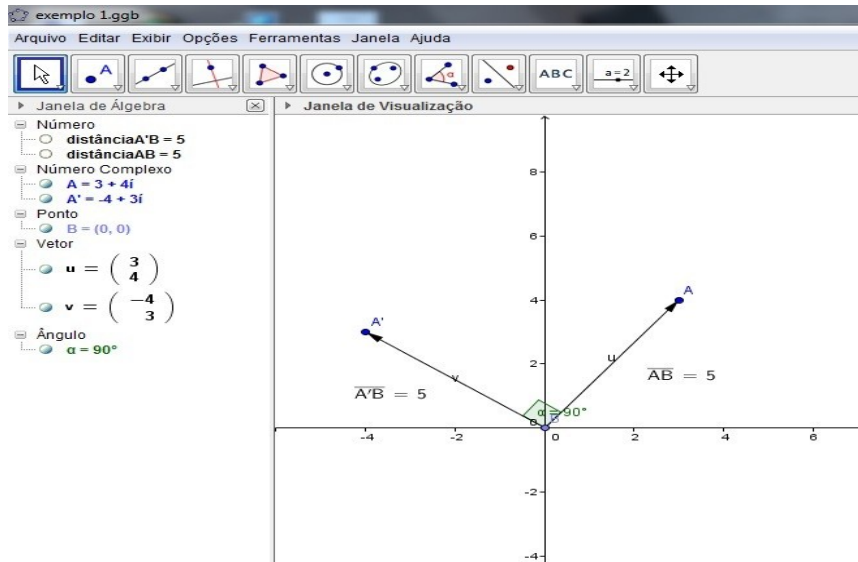 exemplo 1.ggb
Arquivo Editar Exibir Opções Ferramentas Janela Ajuda
A
α
ABC
a=2
Janela de Álgebra
Janela de Visualização
Número
distânciaA'B = 5
distânciaAB = 5
Número Complexo
A = 3 + 4í
A' = -4 + 3í
Ponto
B = (0, 0)
Vetor
u = ( 3 4 )
v = ( −4 3 )
Ângulo
α = 90°
8
6
A
4
A'
u
2
v
A'B = 5
AB = 5
α = 90°
B
0
-4 -2 0 2 4 6
-2
-4